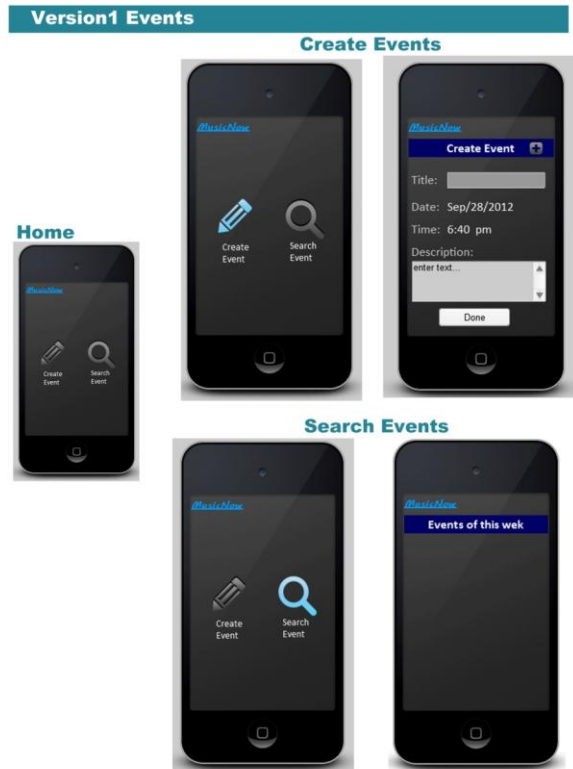 Version1 Events
Create Events
MusicNow
Create Event
Search Event
MusicNow
Create Event
Title:
Date: Sep/28/2012
Time: 6:40 pm
Description:
enter text...
Done
Home
MusicNow
Create Event
Search Event
Search Events
MusicNow
Create Event
Search Event
MusicNow
Events of this wek